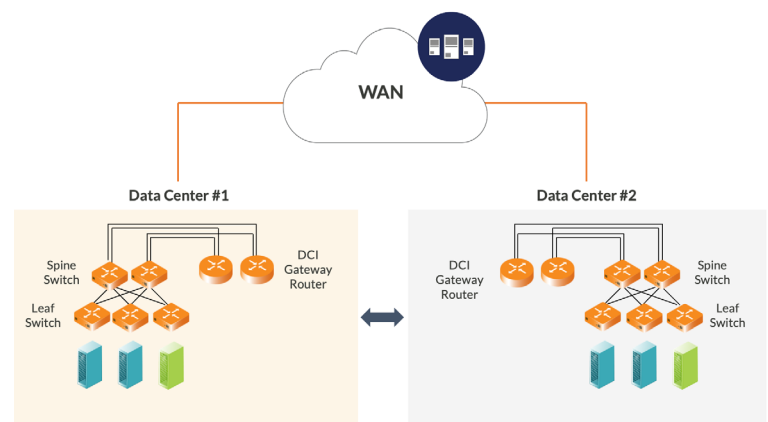 WAN
Data Center #1
Data Center #2
Spine
Switch
Leaf
Switch
DCI
Gateway
Router
DCI
Gateway
Router
Spine
Switch
Leaf
Switch